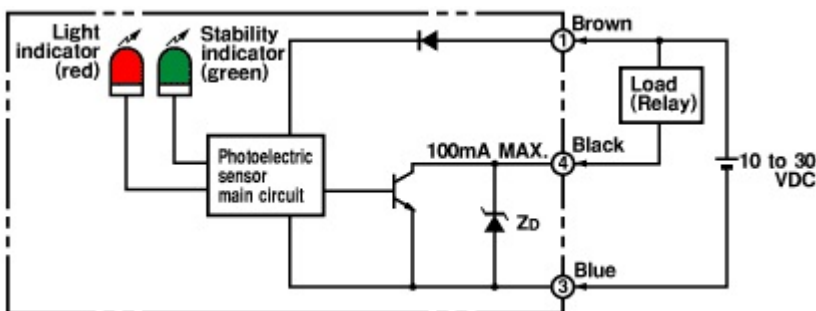 Light
indicator
(red)
Stability
indicator
(green)
Photoelectric
sensor
main circuit
100mA MAX.
ZD
1
Brown
Load
(Relay)
4
Black
10 to 30
VDC
3
Blue